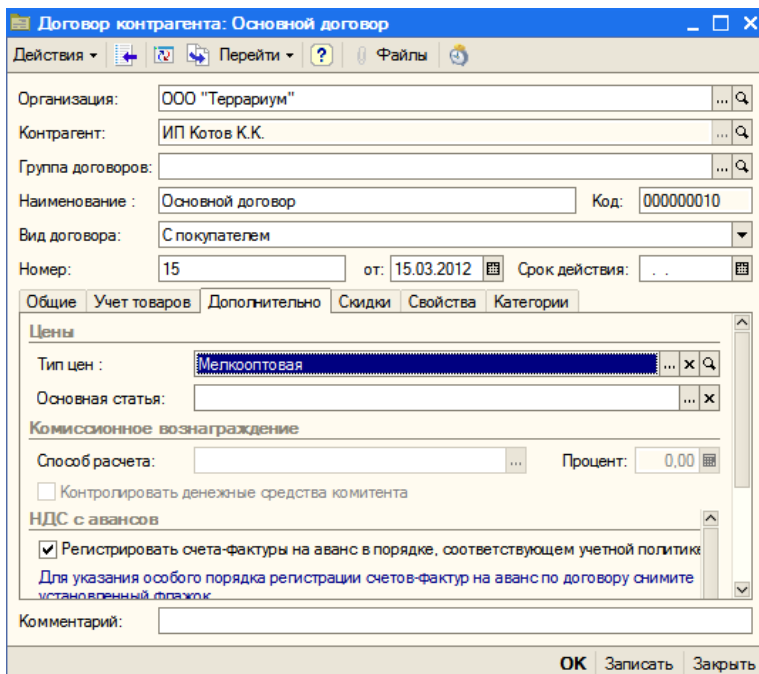 Договор контрагента: Основной договор
Действия Перейти ? Файлы
Организация: ООО "Террариум" ...
Контрагент: ИП Котов К.К. ...
Группа договоров: ...
Наименование : Основной договор Код: 000000010
Вид договора: С покупателем
Номер: 15 от: 15.03.2012 Срок действия: . .
Общие Учет товаров Дополнительно Скидки Свойства Категории
Цены
Тип цен : Мелкооптовая ... x
Основная статья: ... x
Комиссионное вознаграждение
Способ расчета: ... Процент: 0,00
Контролировать денежные средства комитента
НДС с авансов
Регистрировать счета-фактуры на аванс в порядке, соответствующем учетной политике
Для указания особого порядка регистрации счетов-фактур на аванс по договору снимите
установленный флажок
Комментарий:
OK Записать Закрыть